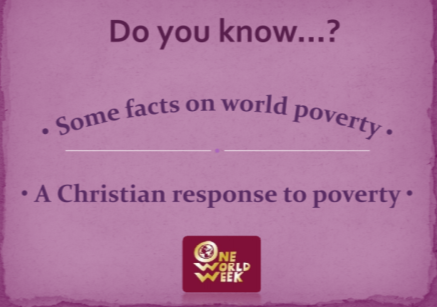 Do you know...?
• Some facts on world poverty •
• A Christian response to poverty •
ONE
WORLD
WEEK